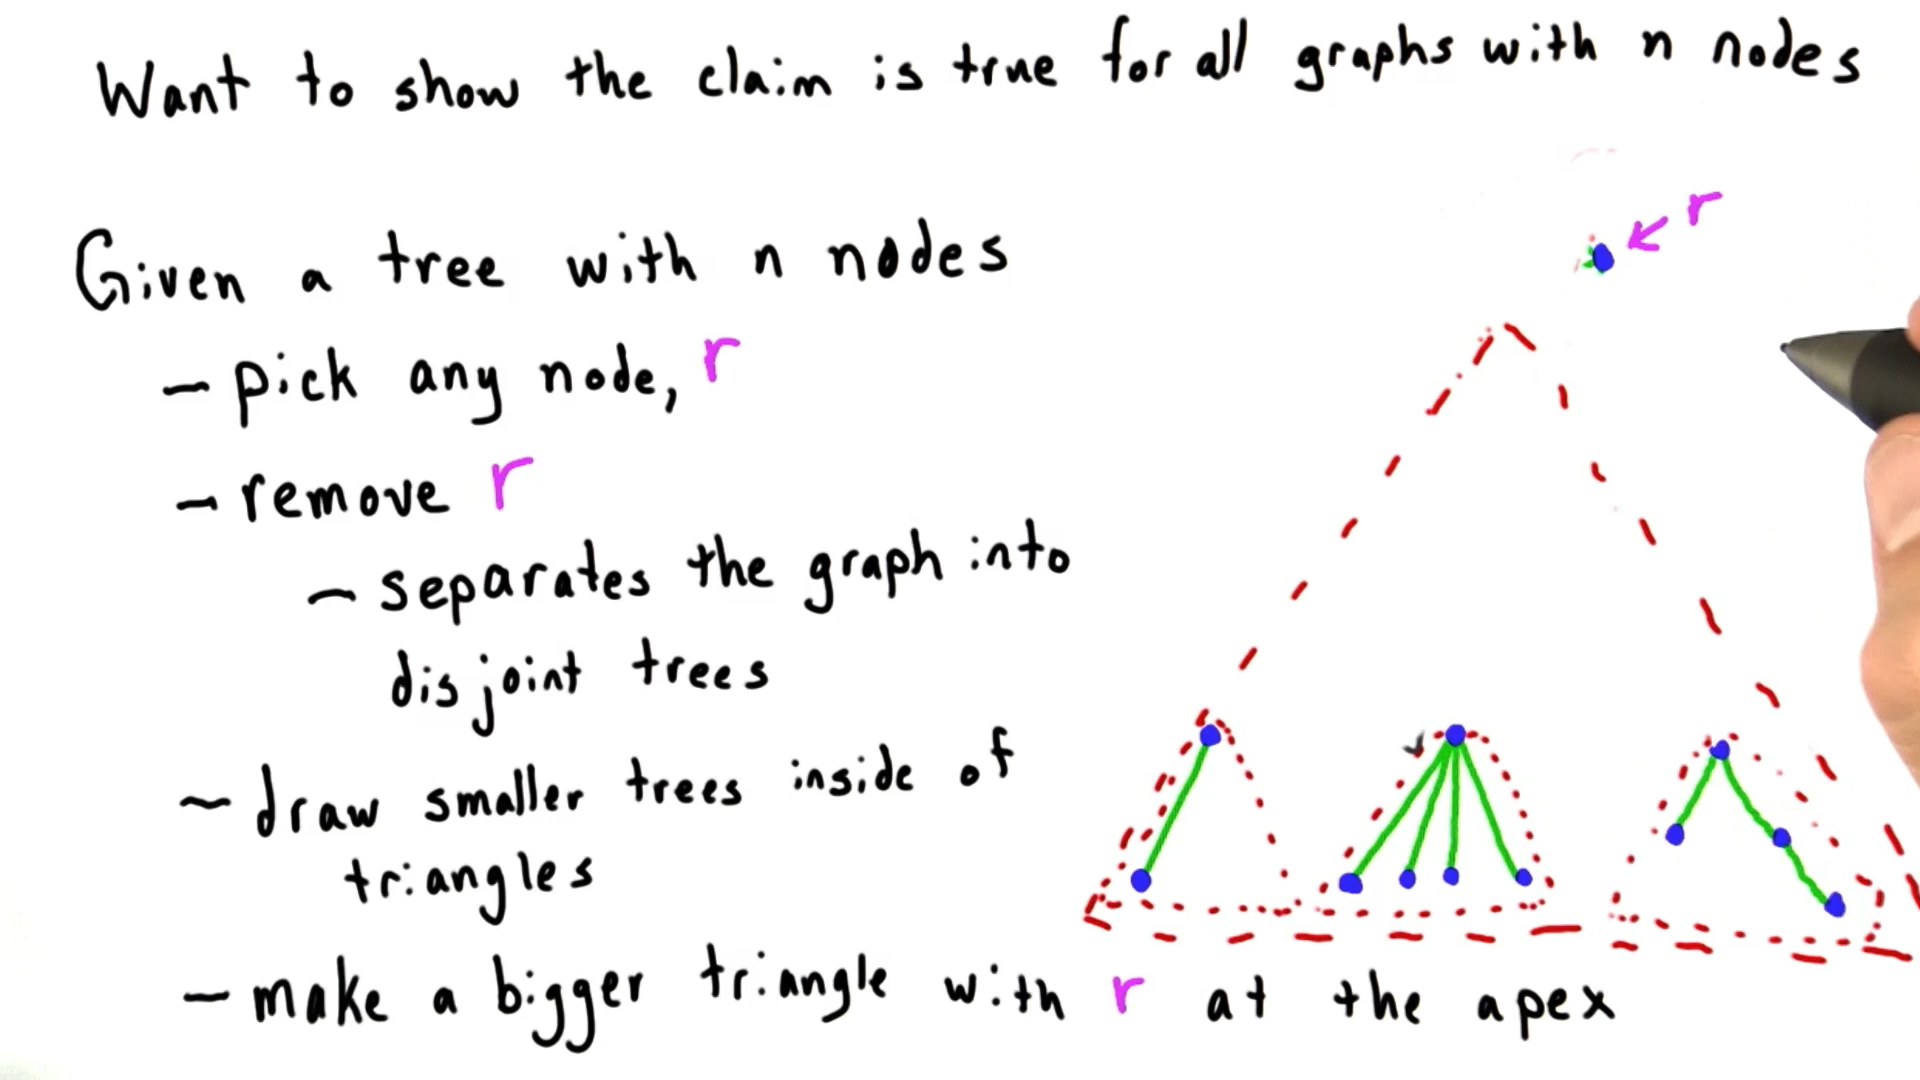 Want to show the claim is true for all graphs with n nodes
Given a tree with n nodes
- pick any node, r
- remove r
- separates the graph into
disjoint trees
- draw smaller trees inside of
triangles
- make a bigger triangle with r at the apex
r